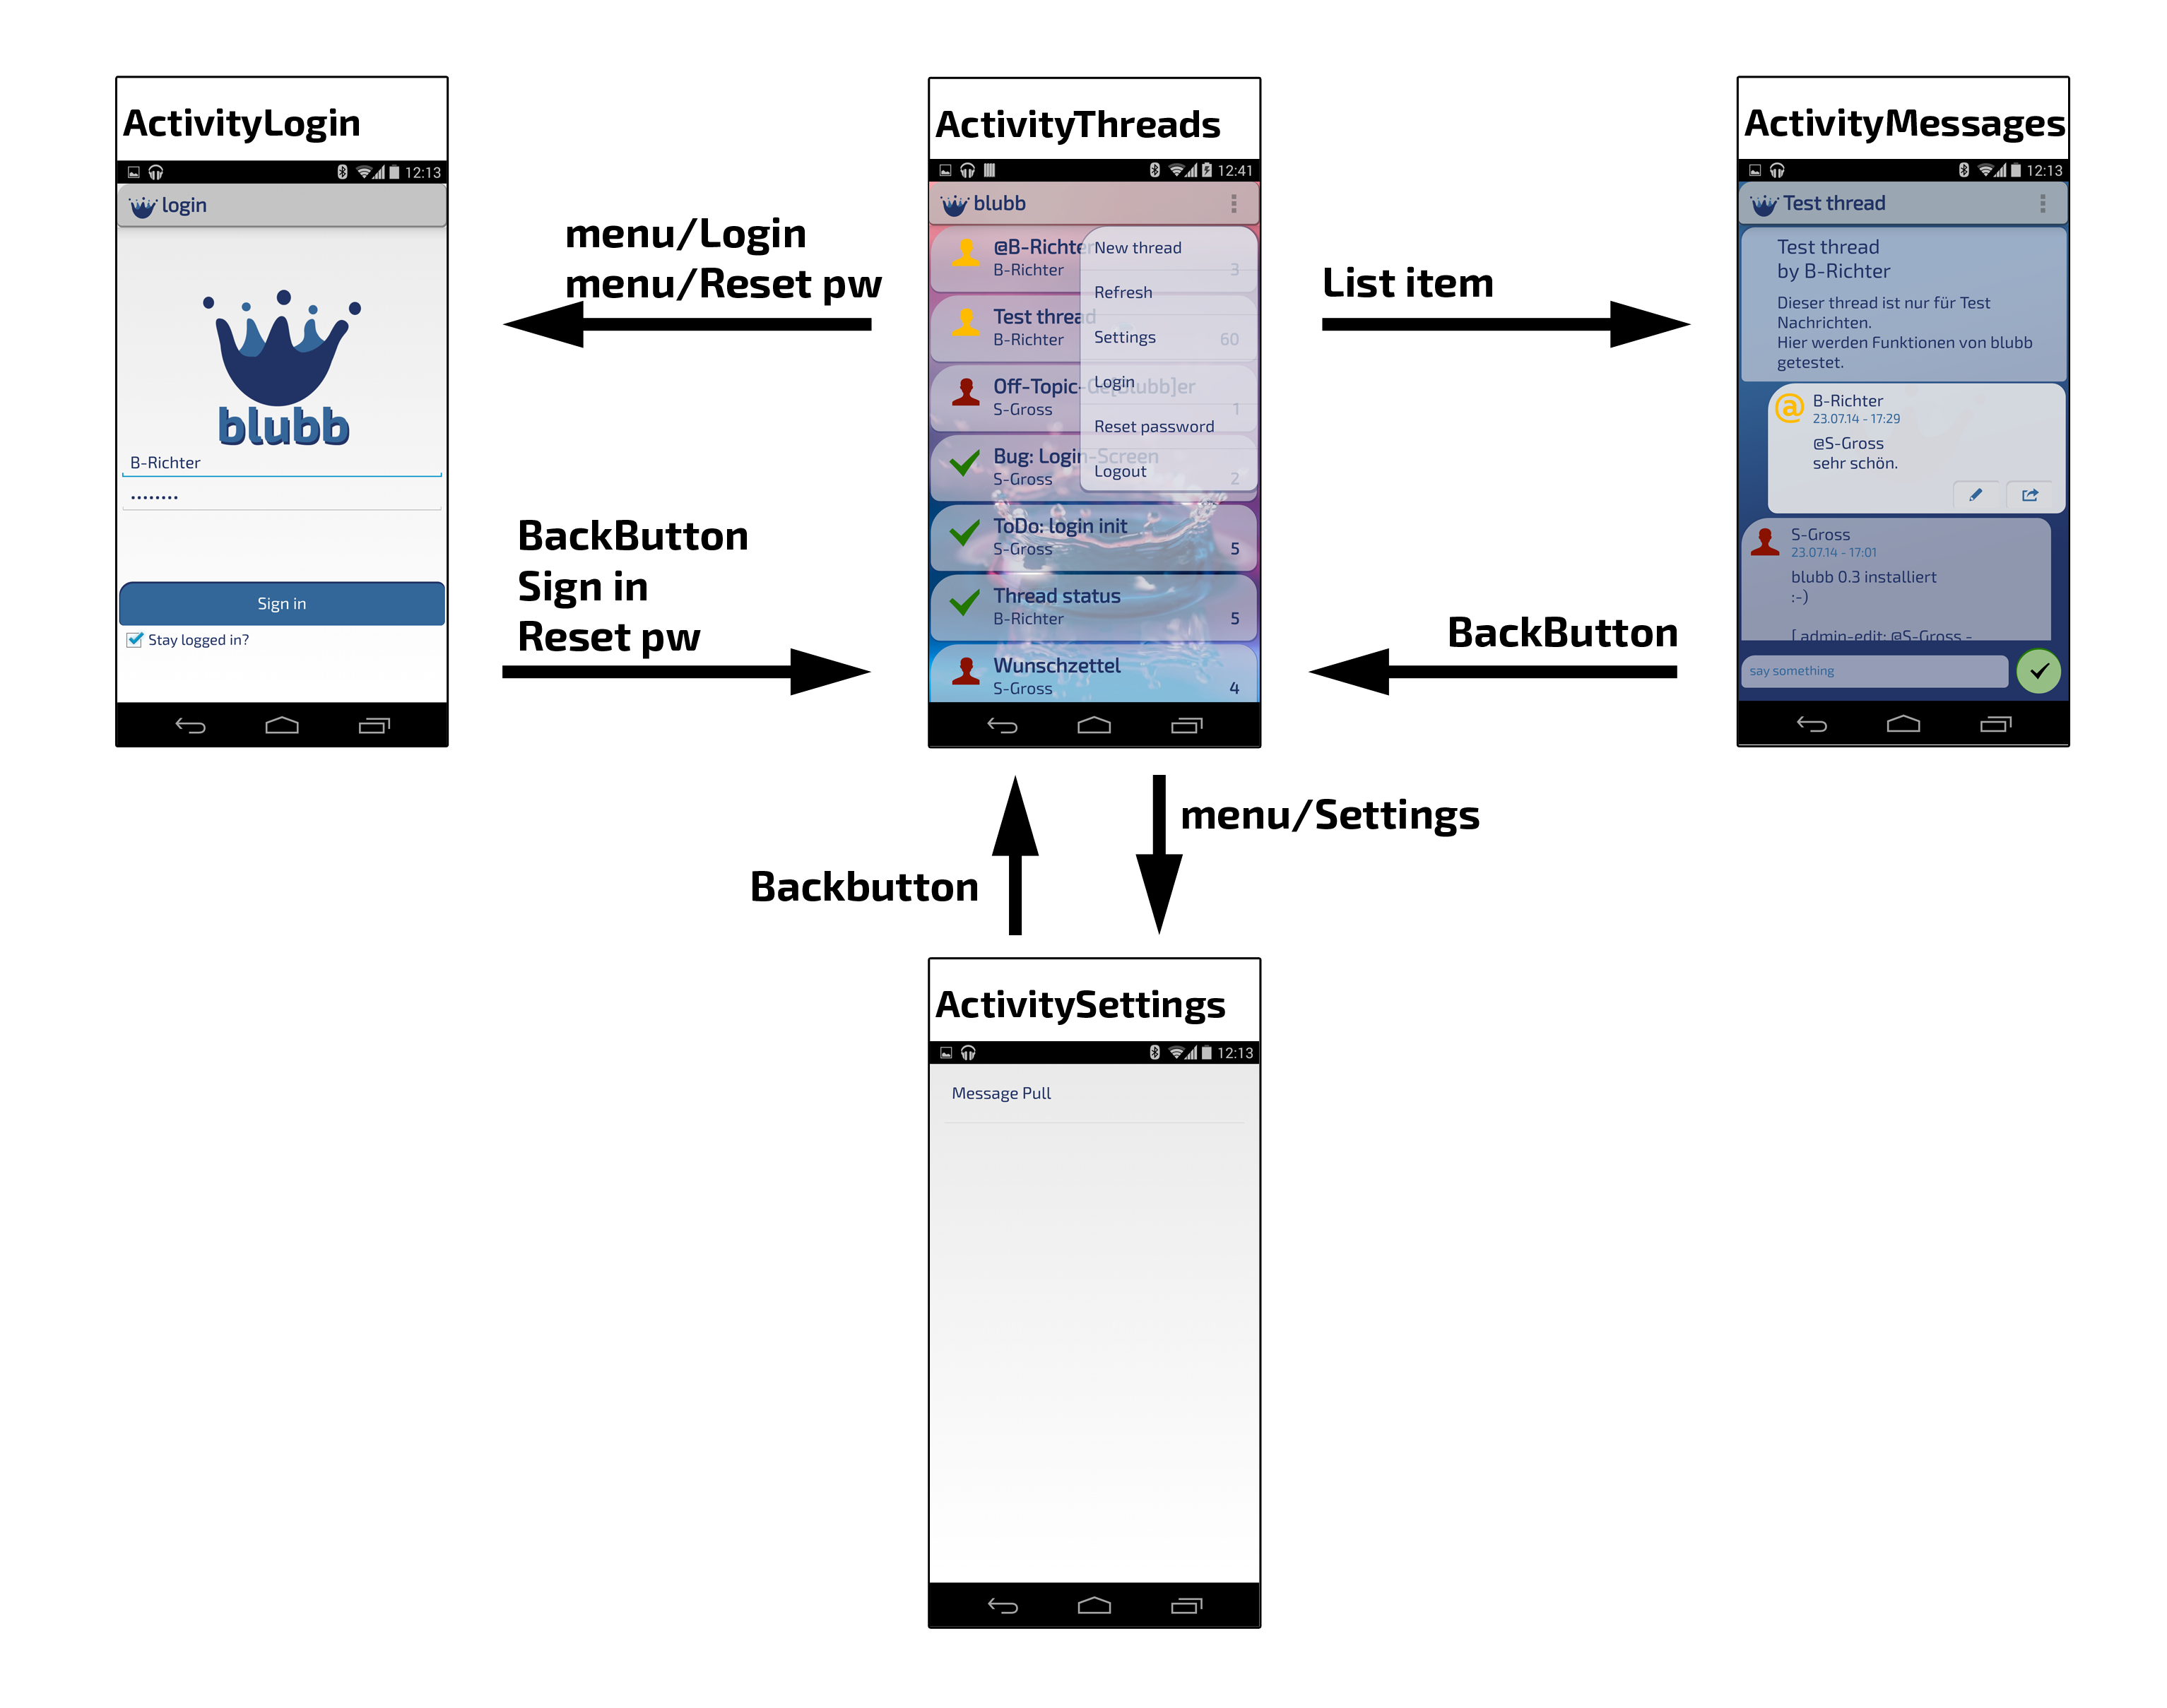 ActivityLogin
12:13
login
blubb
B-Richter
••••••••
Sign in
Stay logged in?
menu/Login
menu/Reset pw
BackButton
Sign in
Reset pw
ActivityThreads
12:41
blubb
@B-Richter
B-Richter
3
Test thread
B-Richter
60
Off-Topic-Ge[blubb]er
S-Gross
1
Bug: Login-Screen
S-Gross
2
ToDo: login init
S-Gross
5
Thread status
B-Richter
5
Wunschzettel
S-Gross
4
New thread
Refresh
Settings
Login
Reset password
Logout
List item
BackButton
ActivityMessages
12:13
Test thread
Test thread
by B-Richter
Dieser thread ist nur für Test
Nachrichten.
Hier werden Funktionen von blubb
getestet.
@
B-Richter
23.07.14 - 17:29
@S-Gross
sehr schön.
S-Gross
23.07.14 - 17:01
blubb 0.3 installiert
:-)
[ admin-edit: @S-Gross -
say something
Backbutton
menu/Settings
ActivitySettings
12:13
Message Pull